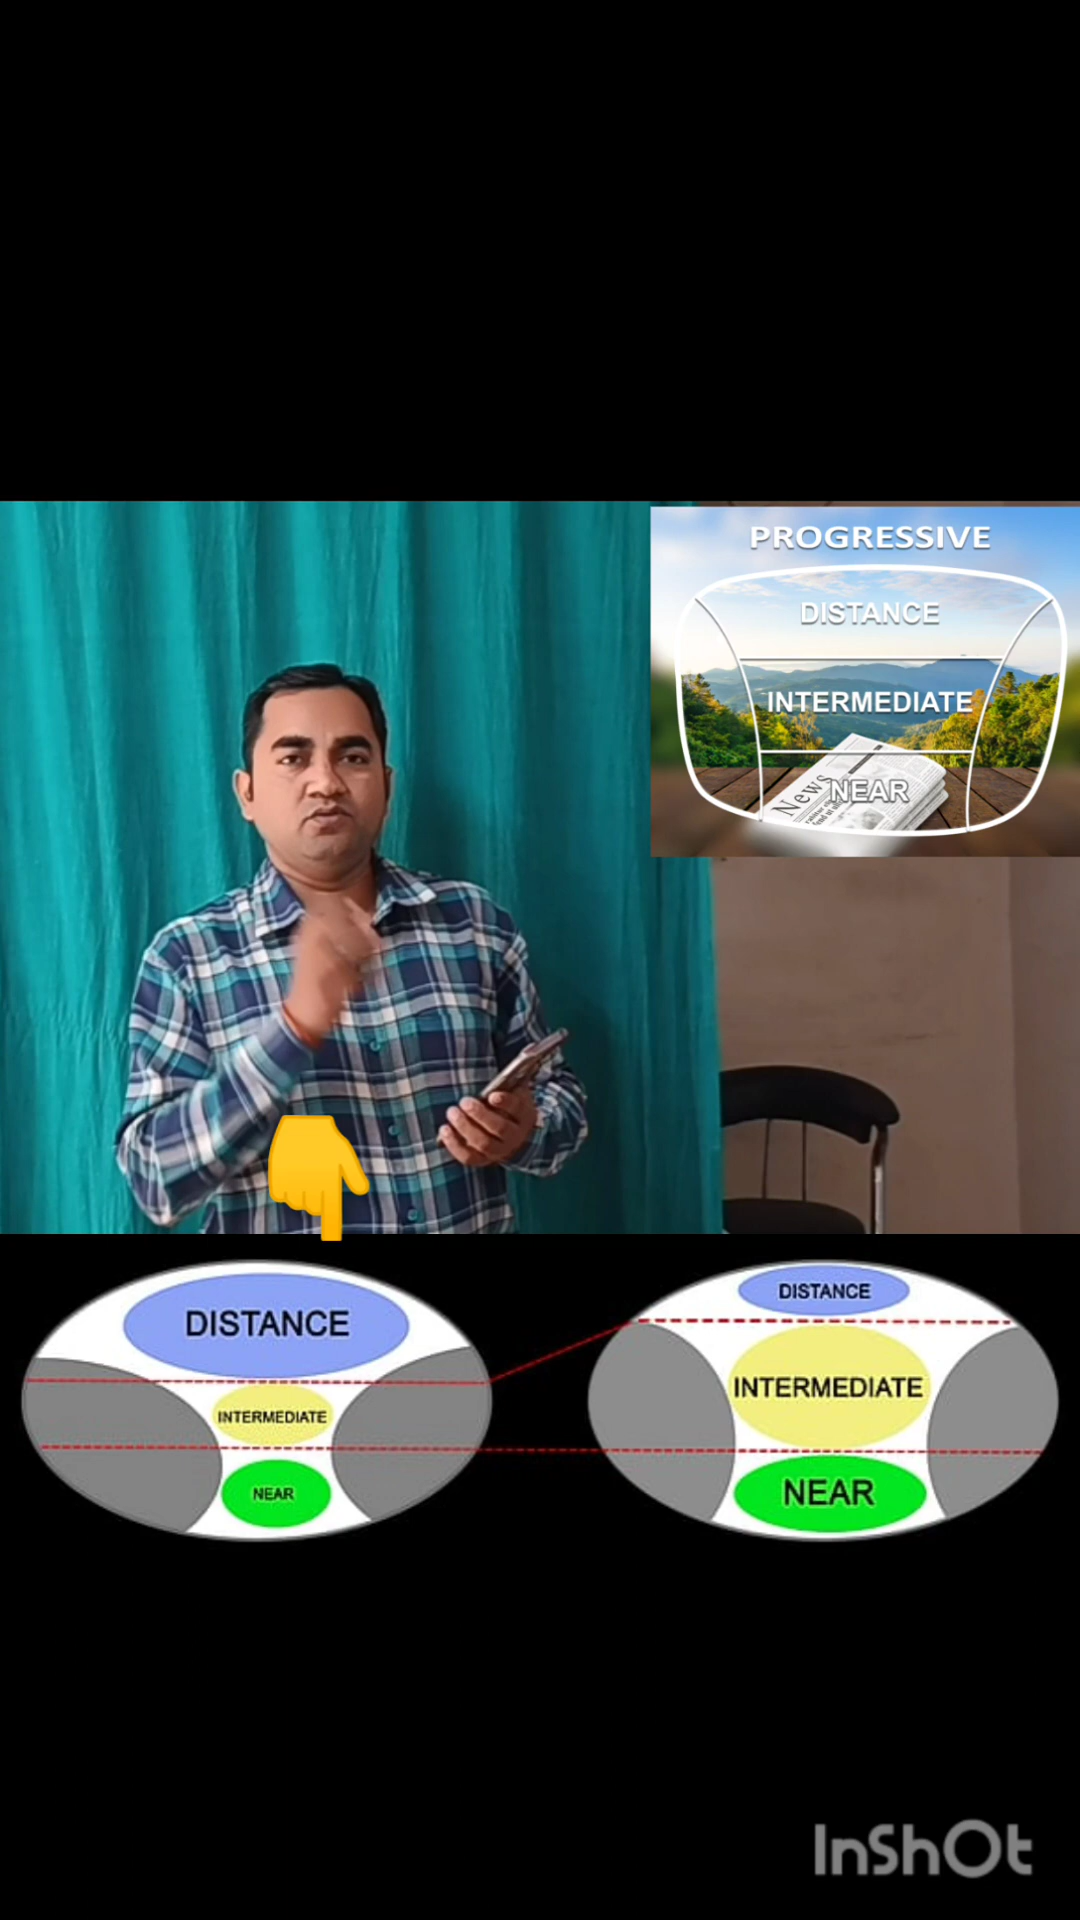 PROGRESSIVE
DISTANCE
INTERMEDIATE
News
NEAR
DISTANCE
INTERMEDIATE
NEAR
DISTANCE
INTERMEDIATE
NEAR
InShOt